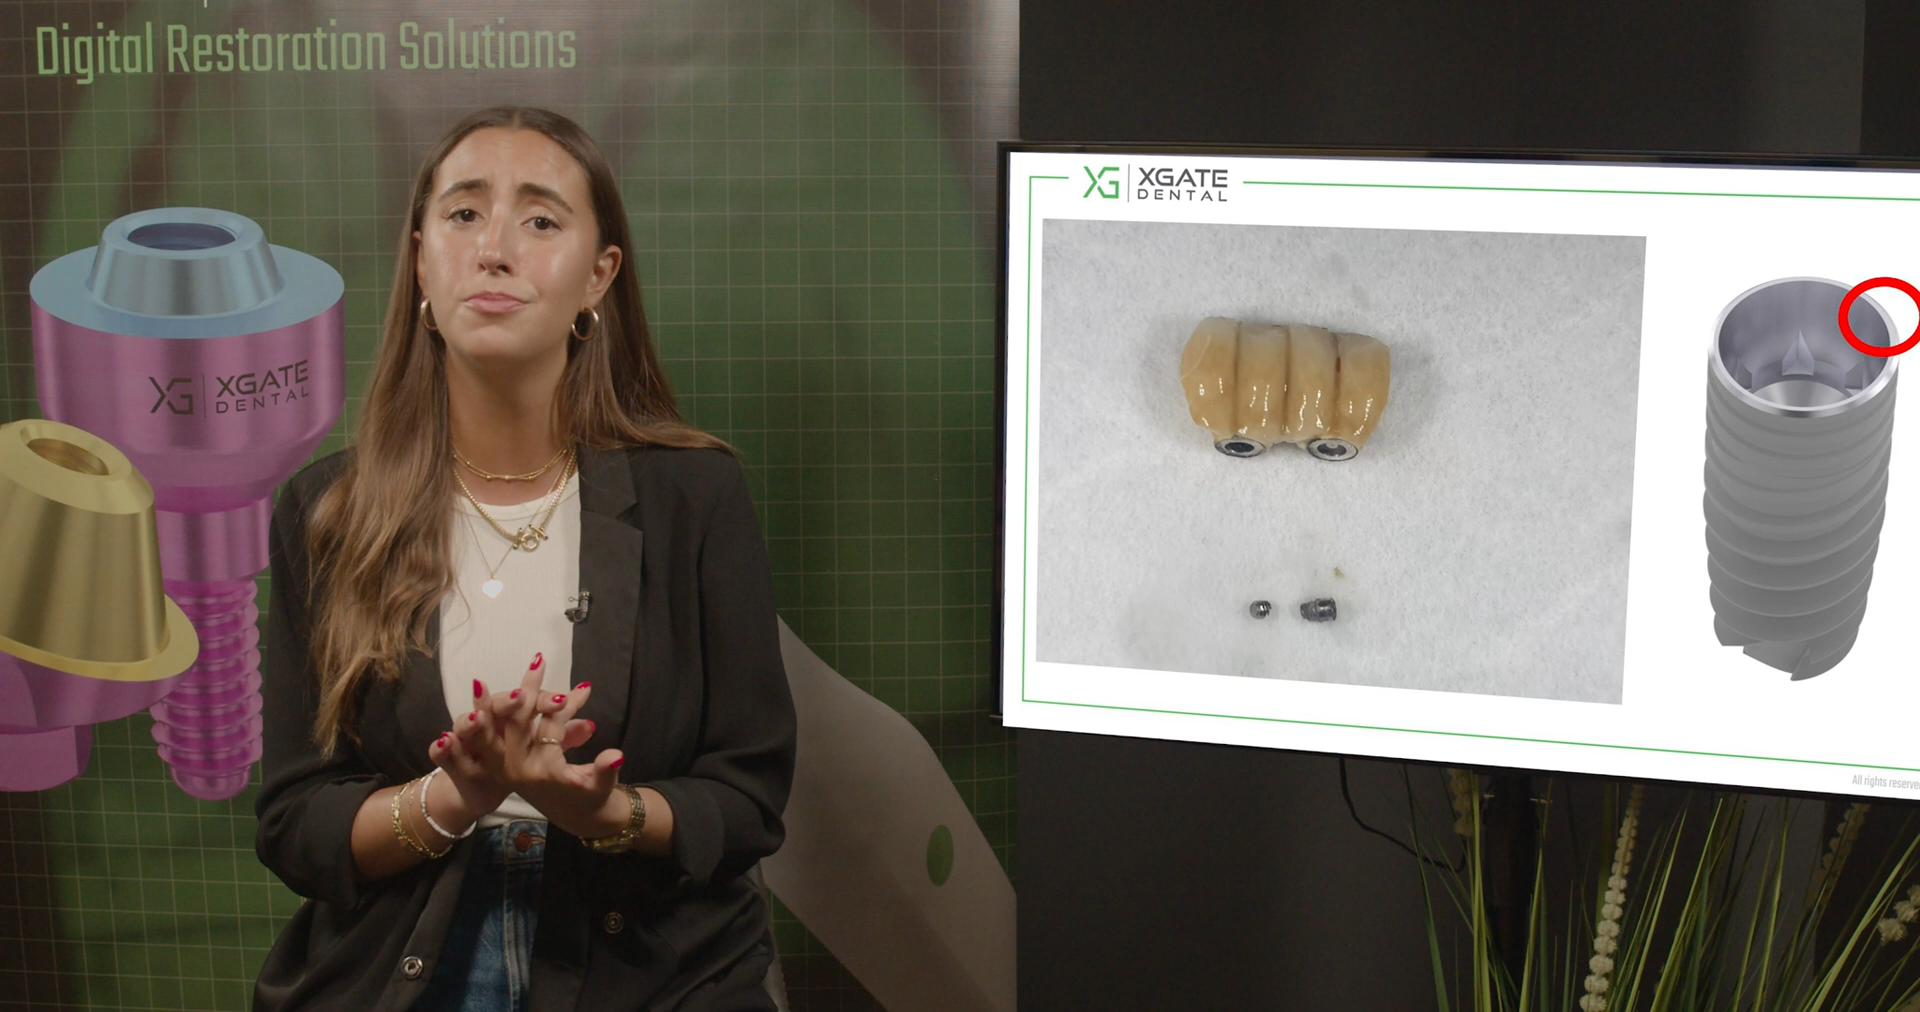 Digital Restoration Solutions
XG XGATE
DENTAL
XG XGATE
DENTAL
All rights reserve